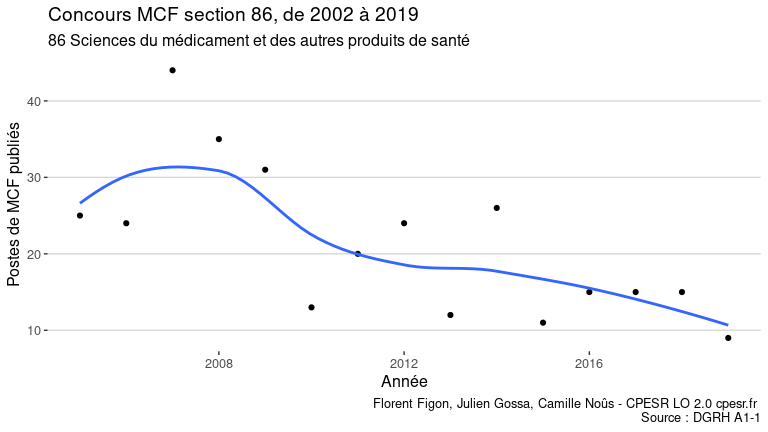 Concours MCF section 86, de 2002 à 2019
86 Sciences du médicament et des autres produits de santé
Postes de MCF publiés
40
30
20
10
2008 2012 2016
Année
Florent Figon, Julien Gossa, Camille Noûs - CPESR LO 2.0 cpesr.fr
Source : DGRH A1-1